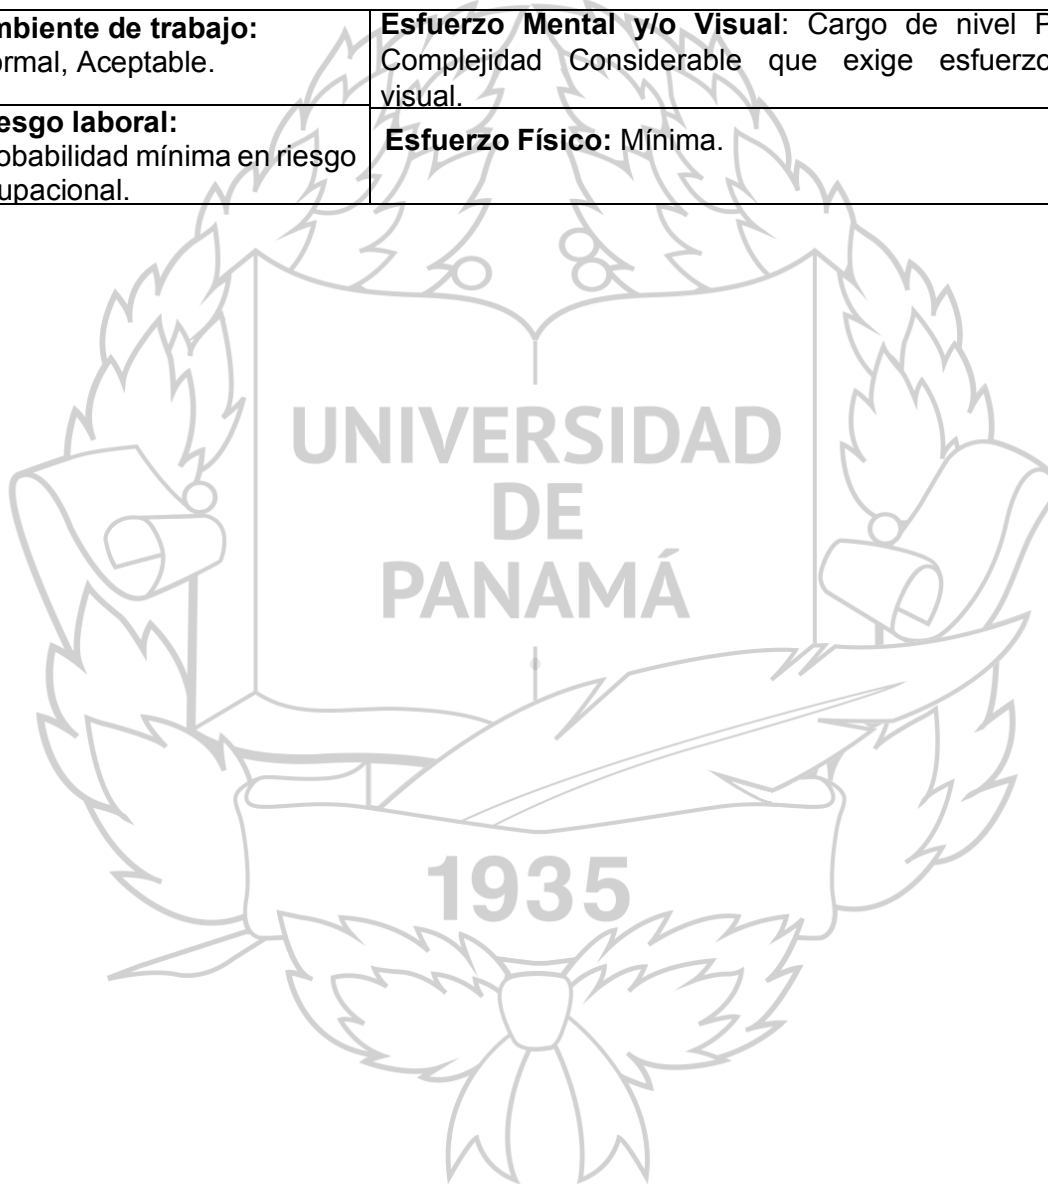 mbiente de trabajo:
ormal, Aceptable.
Esfuerzo Mental y/o Visual: Cargo de nivel P
Complejidad Considerable que exige esfuerzo
visual.
esgo laboral:
obabilidad mínima en riesgo
upacional.
Esfuerzo Físico: Mínima.
UNIVERSIDAD
DE
PANAMÁ
1935